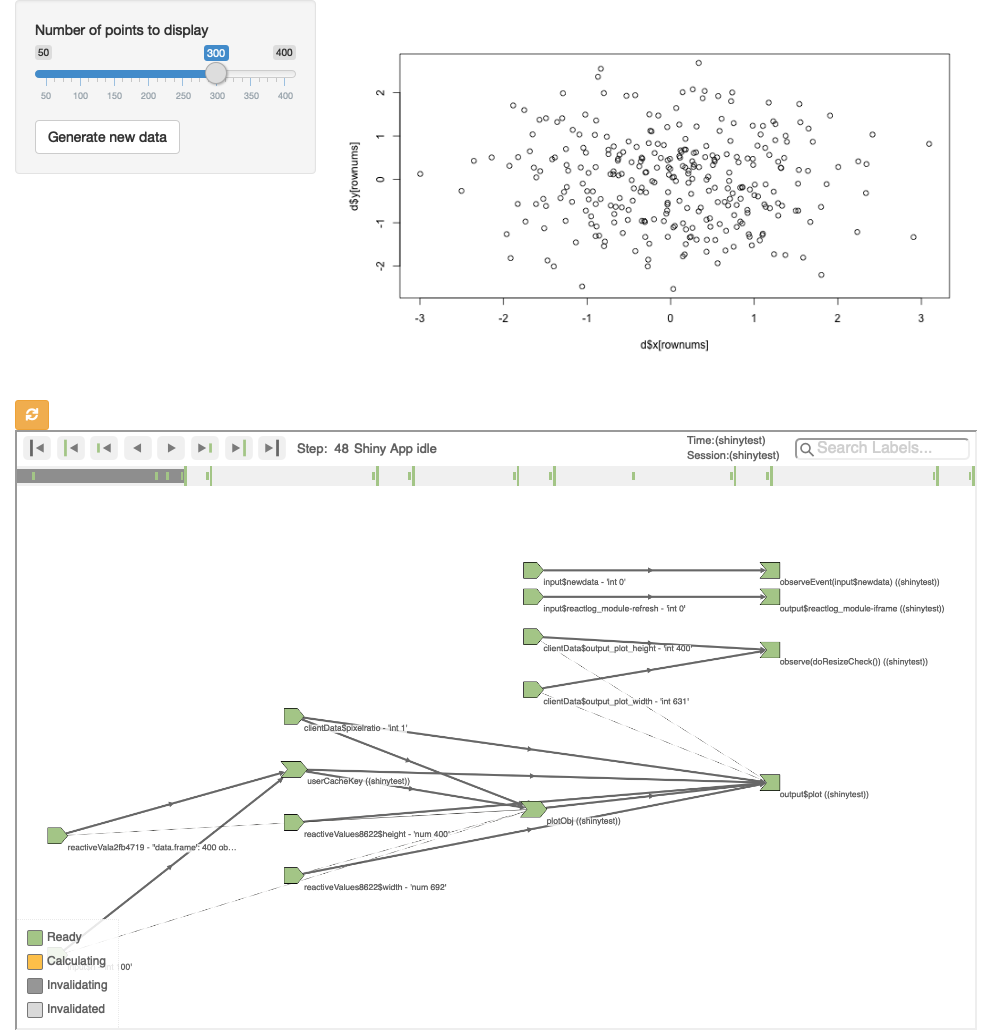 Number of points to display
50 300 400
50 100 150 200 250 300 350 400
Generate new data
2
1
0
-1
-2
d$y[rownums]
-3 -2 -1 0 1 2 3
d$x[rownums]
Step: 48 Shiny App idle
Time:(shinytest)
Session:(shinytest)
Search Labels...
input$newdata - 'int 0'
observeEvent(input$newdata) ((shinytest))
input$reactlog_module-refresh - 'int 0'
output$reactlog_module-iframe ((shinytest))
clientData$output_plot_height - 'int 400'
observe(doResizeCheck()) ((shinytest))
clientData$output_plot_width - 'int 631'
clientData$pixelratio - 'int 1'
userCacheKey ((shinytest))
output$plot ((shinytest))
plotObj ((shinytest))
reactiveValues8622$height - 'num 400'
reactiveVala2fb4719 - "data.frame': 400 ob...
reactiveValues8622$width - 'num 692'
Ready
Calculating
00'
Invalidating
Invalidated